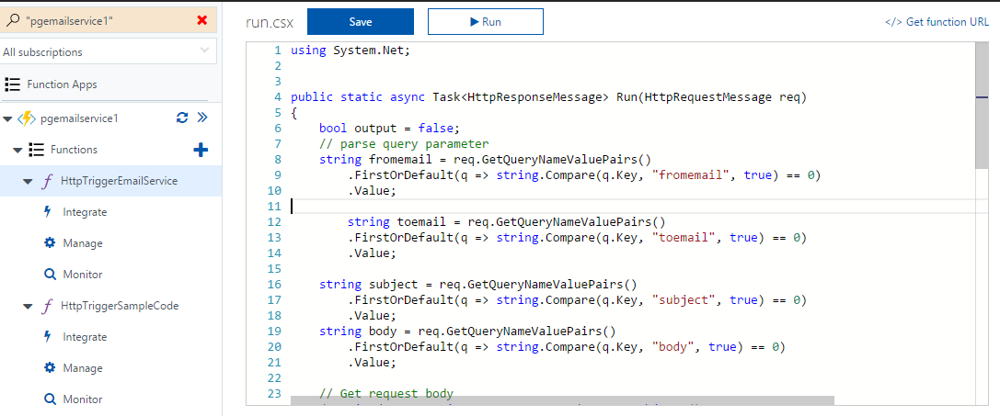 "pgemailservice1"
All subscriptions
Function Apps
pgemailservice1
Functions
HttpTriggerEmailService
Integrate
Manage
Monitor
HttpTriggerSampleCode
Integrate
Manage
Monitor
run.csx
Save
Run
</> Get function URL
1 using System.Net;
2
3
4 public static async Task<HttpResponseMessage> Run(HttpRequestMessage req)
5 {
6 bool output = false;
7 // parse query parameter
8 string fromemail = req.GetQueryNameValuePairs()
9 .FirstOrDefault(q => string.Compare(q.Key, "fromemail", true) == 0)
10 .Value;
11
12 string toemail = req.GetQueryNameValuePairs()
13 .FirstOrDefault(q => string.Compare(q.Key, "toemail", true) == 0)
14 .Value;
15
16 string subject = req.GetQueryNameValuePairs()
17 .FirstOrDefault(q => string.Compare(q.Key, "subject", true) == 0)
18 .Value;
19 string body = req.GetQueryNameValuePairs()
20 .FirstOrDefault(q => string.Compare(q.Key, "body", true) == 0)
21 .Value;
22
23 // Get request body